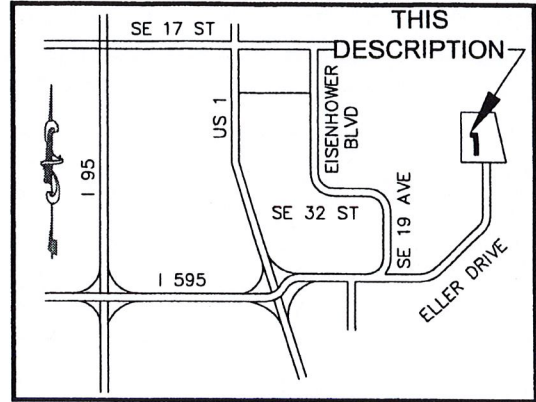 SE 17 ST
THIS
DESCRIPTION
US 1
EISENHOWER
BLVD
1
I 95
SE 32 ST
SE 19 AVE
I 595
ELLER DRIVE